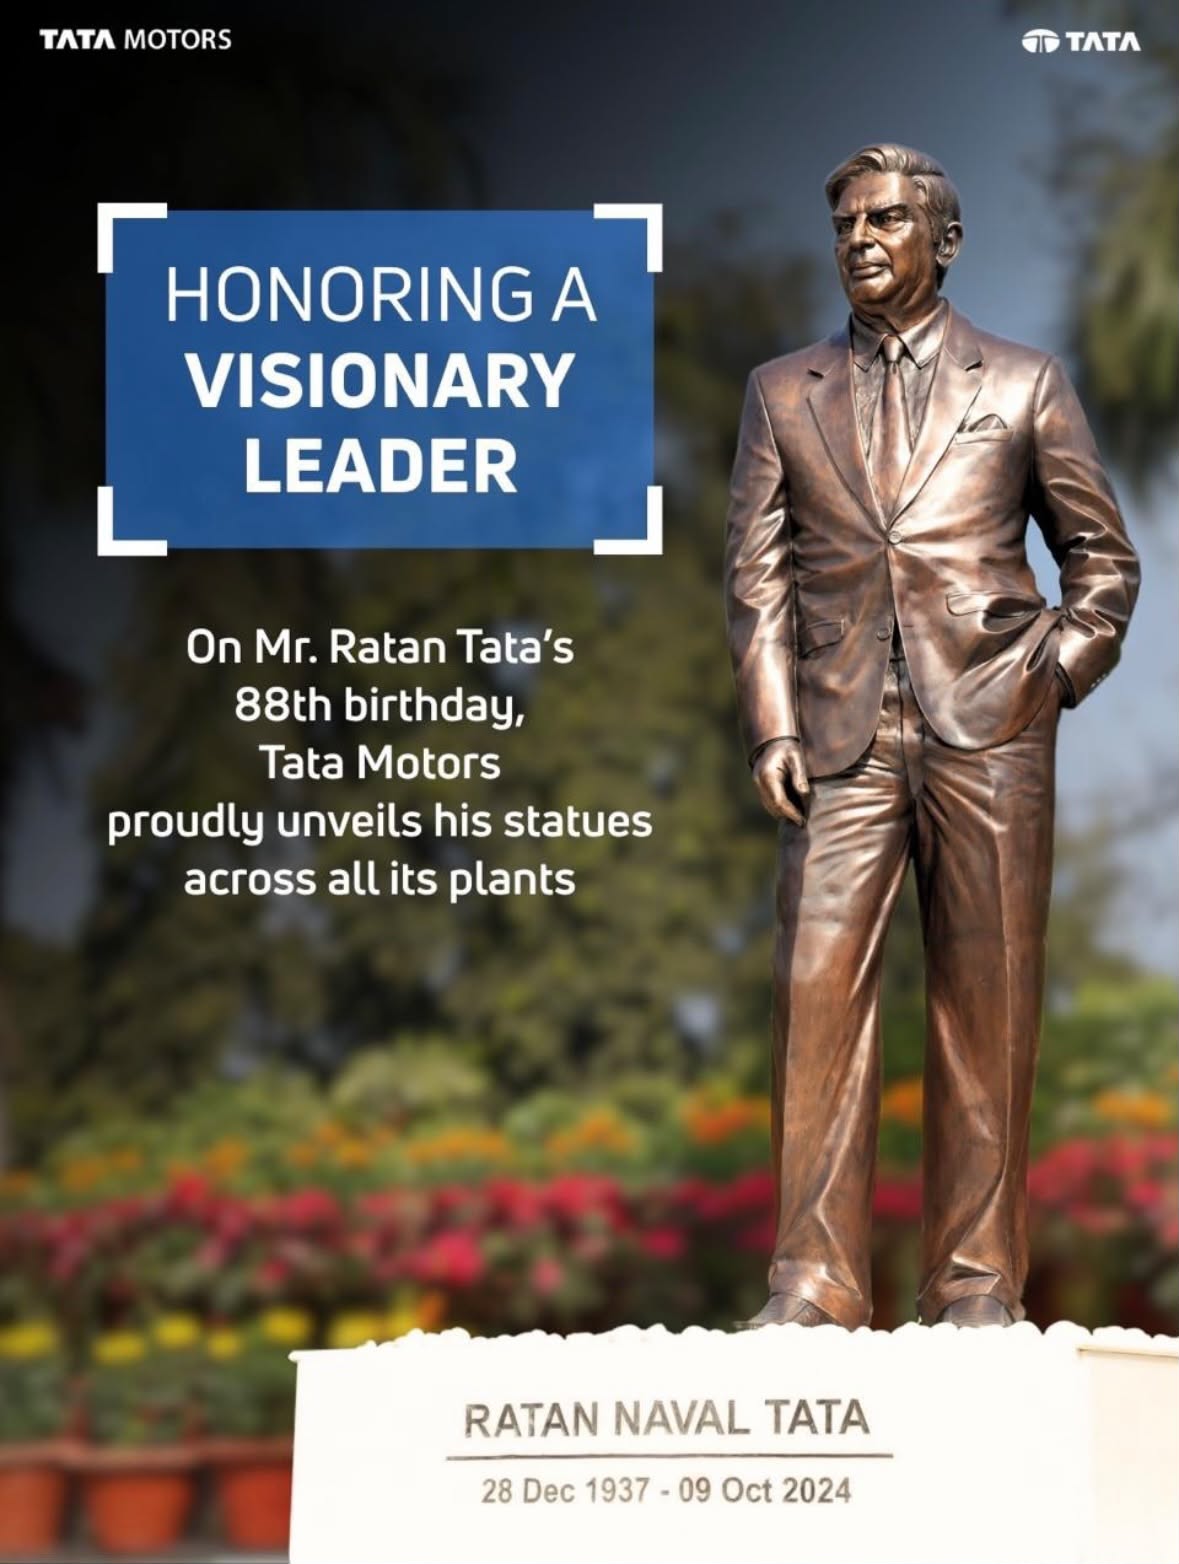 TATA MOTORS
TATA
HONORING A
VISIONARY
LEADER
On Mr. Ratan Tata’s
88th birthday,
Tata Motors
proudly unveils his statues
across all its plants
RATAN NAVAL TATA
28 Dec 1937 - 09 Oct 2024